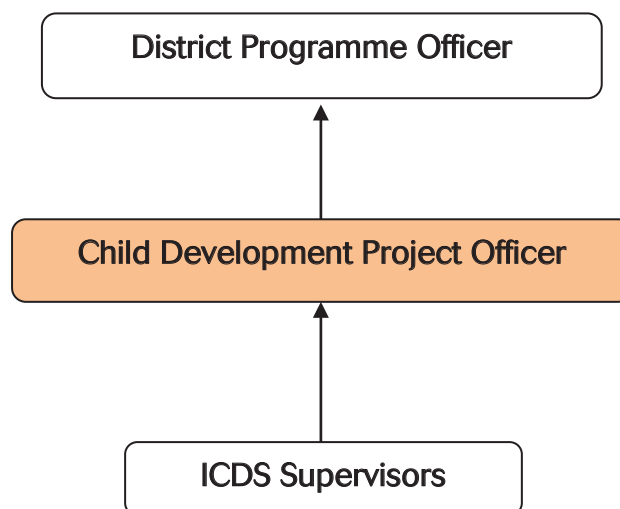 District Programme Officer
Child Development Project Officer
ICDS Supervisors